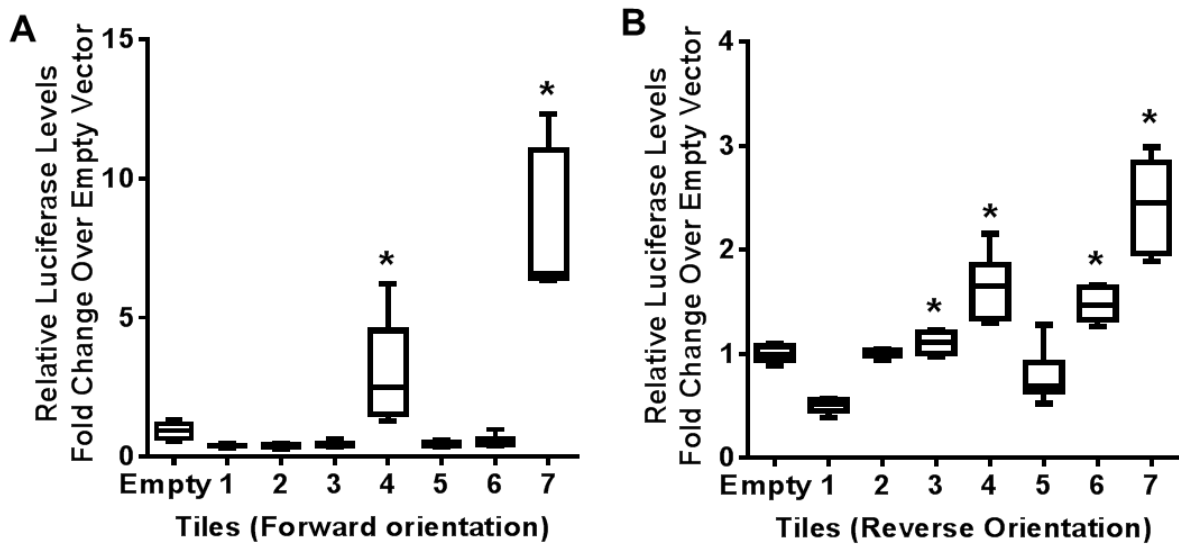 A
Relative Luciferase Levels
Fold Change Over Empty Vector
15
10
5
0
*
*
Empty 1 2 3 4 5 6 7
Tiles (Forward orientation)
B
Relative Luciferase Levels
Fold Change Over Empty Vector
4
3
2
1
0
*
*
*
*
Empty 1 2 3 4 5 6 7
Tiles (Reverse Orientation)